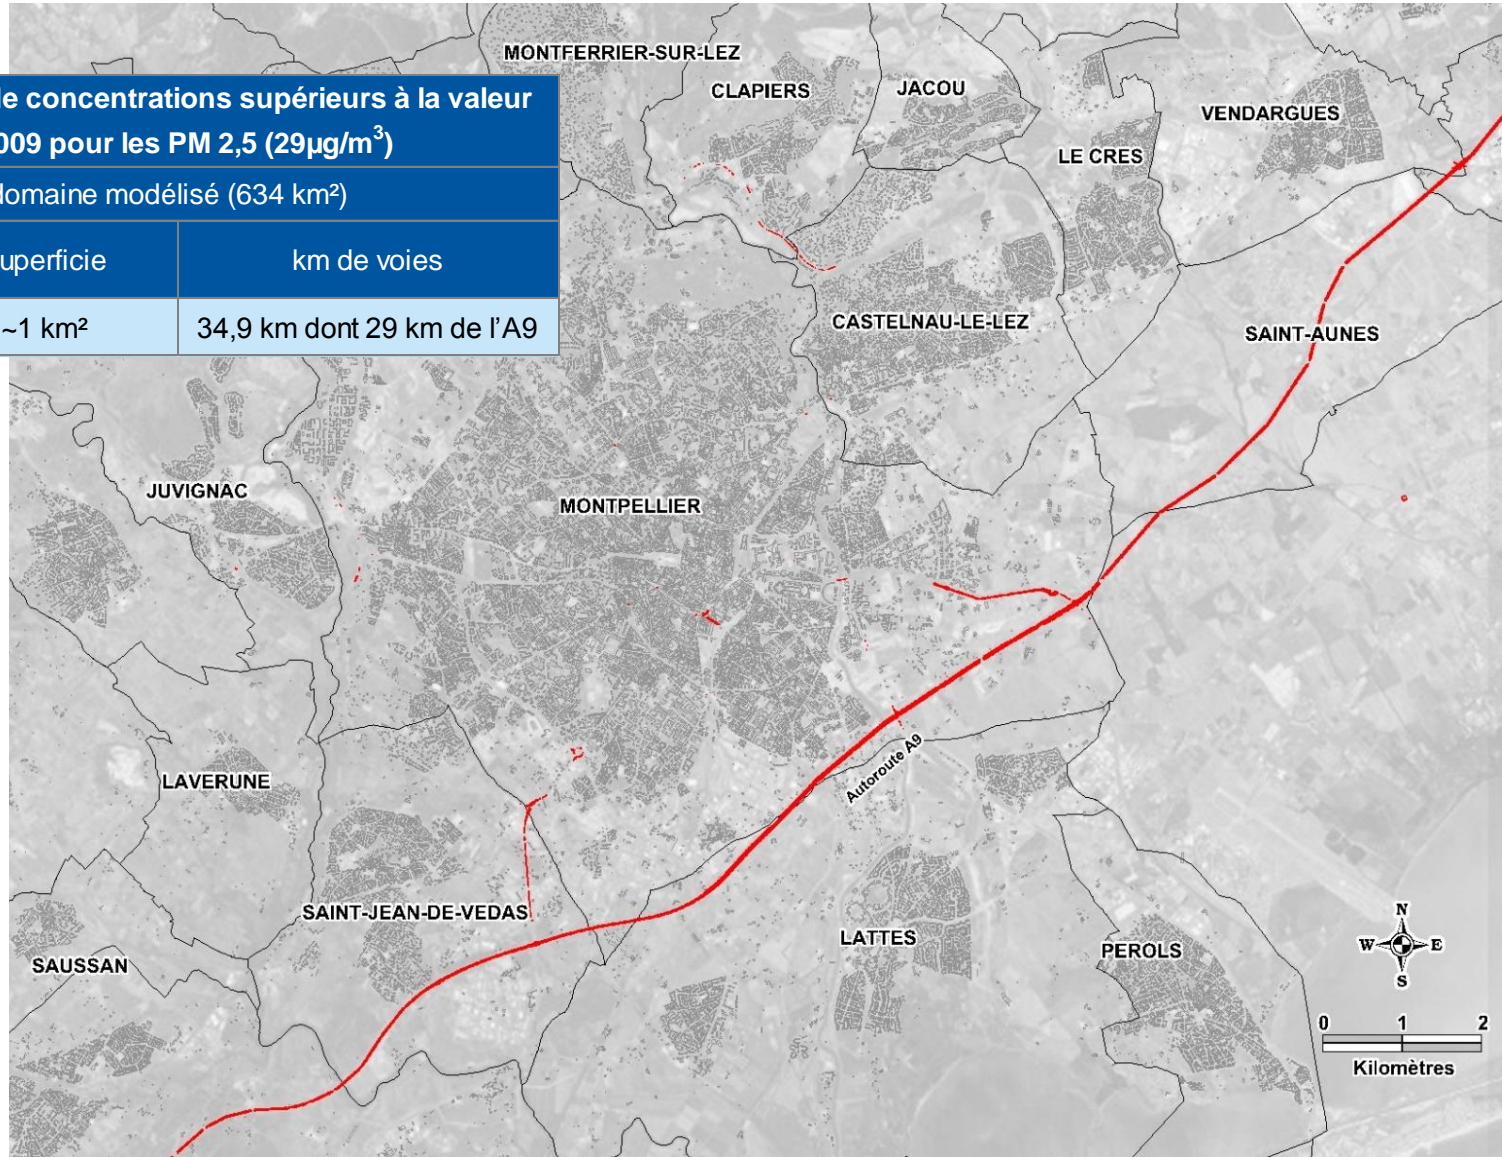 MONTFERRIER-SUR-LEZ
CLAPIERS
JACOU
VENDARGUES
LE CRES
de concentrations supérieurs à la valeur
009 pour les PM 2,5 (29µg/m³)
domaine modélisé (634 km²)
uperficie
km de voies
~1 km²
34,9 km dont 29 km de l’A9
CASTELNAU-LE-LEZ
SAINT-AUNES
JUVIGNAC
MONTPELLIER
LAVERUNE
Autoroute A9
SAINT-JEAN-DE-VEDAS
LATTES
SAUSSAN
PEROLS
N
W
E
S
0 1 2
Kilomètres